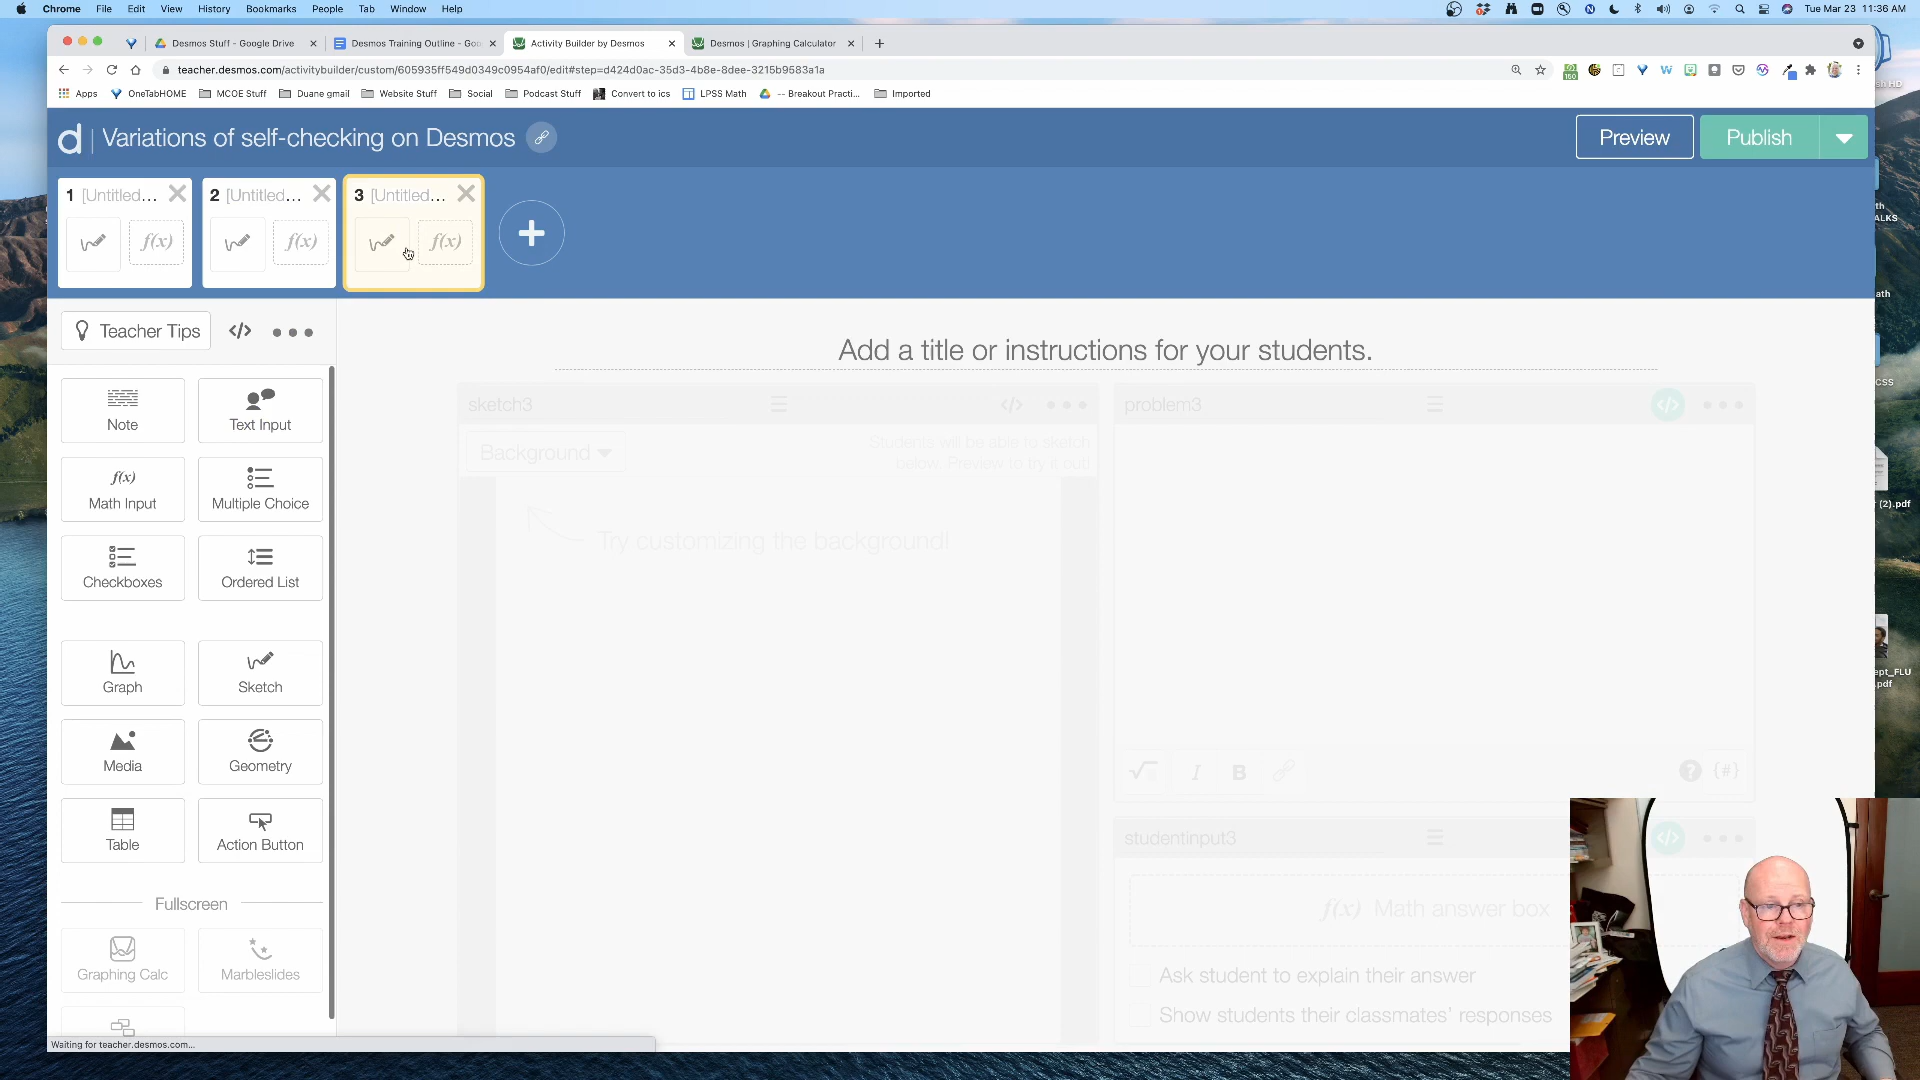 Chrome File Edit View History Bookmarks People Tab Window Help
Tue Mar 23 11:36 AM
Desmos Stuff - Google Drive
Desmos Training Outline - Goo
Activity Builder by Desmos
Desmos | Graphing Calculator
teacher.desmos.com/activitybuilder/custom/605935ff549d0349c0954af0/edit#step=d424d0ac-35d3-4b8e-8dee-3215b9583a1a
Apps OneTabHOME MCOE Stuff Duane gmail Website Stuff Social Podcast Stuff Convert to ics LPSS Math -- Breakout Practi... Imported
d | Variations of self-checking on Desmos
Preview
Publish
1 [Untitled...
f(x)
2 [Untitled...
f(x)
3 [Untitled...
f(x)
Teacher Tips
Note
Text Input
f(x)
Math Input
Multiple Choice
Checkboxes
Ordered List
Graph
Sketch
Media
Geometry
Table
Action Button
Fullscreen
Graphing Calc
Marbleslides
Add a title or instructions for your students.
sketch3
Background
Students will be able to sketch
below. Preview to try it out!
Try customizing the background!
problem3
I B
? {#}
studentinput3
f(x) Math answer box
Ask student to explain their answer
Show students their classmates' responses
Waiting for teacher.desmos.com...
(2).pdf